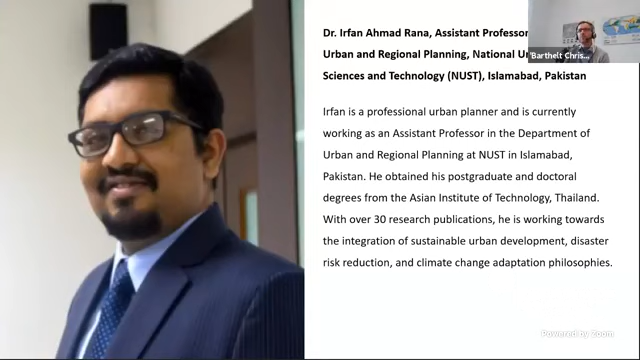 Dr. Irfan Ahmad Rana, Assistant Professor
Urban and Regional Planning, National
Sciences and Technology (NUST), Islamabad, Pakistan
'Barthelt Chris...
Irfan is a professional urban planner and is currently
working as an Assistant Professor in the Department of
Urban and Regional Planning at NUST in Islamabad,
Pakistan. He obtained his postgraduate and doctoral
degrees from the Asian Institute of Technology, Thailand.
With over 30 research publications, he is working towards
the integration of sustainable urban development, disaster
risk reduction, and climate change adaptation philosophies.
Powered by Zoom